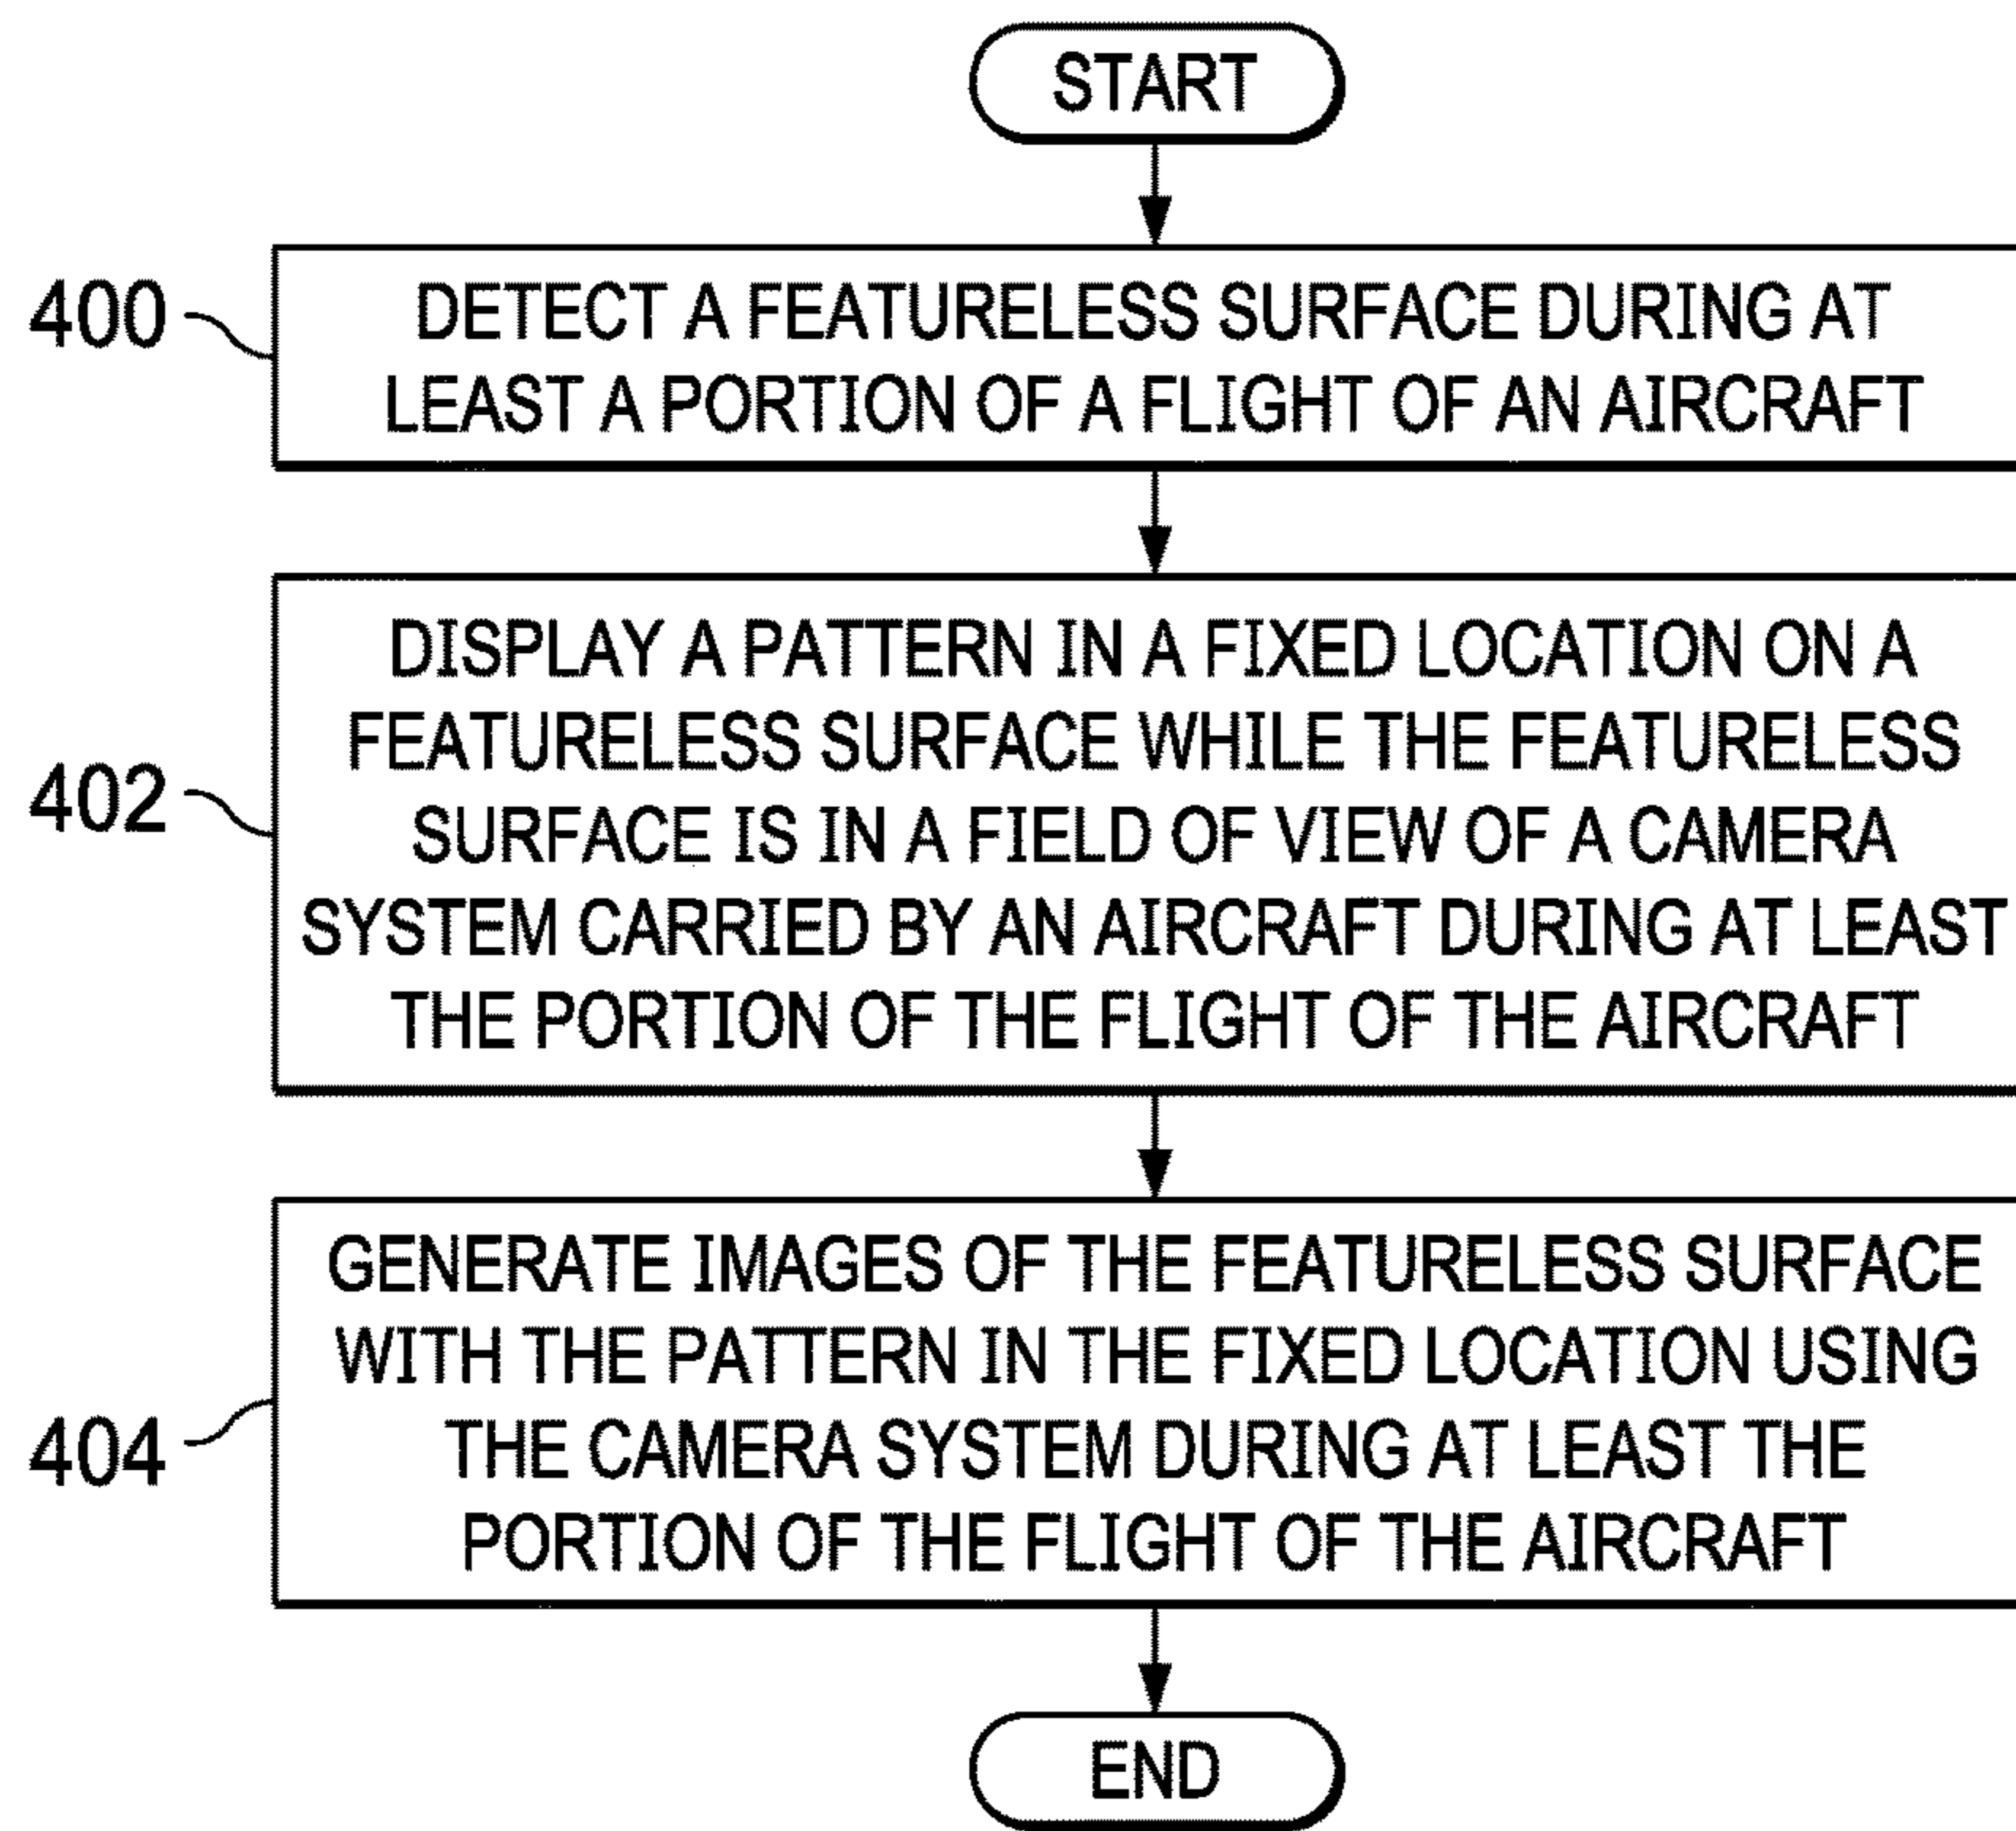 START
400
DETECT A FEATURELESS SURFACE DURING AT
LEAST A PORTION OF A FLIGHT OF AN AIRCRAFT
402
DISPLAY A PATTERN IN A FIXED LOCATION ON A
FEATURELESS SURFACE WHILE THE FEATURELESS
SURFACE IS IN A FIELD OF VIEW OF A CAMERA
SYSTEM CARRIED BY AN AIRCRAFT DURING AT LEAST
THE PORTION OF THE FLIGHT OF THE AIRCRAFT
404
GENERATE IMAGES OF THE FEATURELESS SURFACE
WITH THE PATTERN IN THE FIXED LOCATION USING
THE CAMERA SYSTEM DURING AT LEAST THE
PORTION OF THE FLIGHT OF THE AIRCRAFT
END